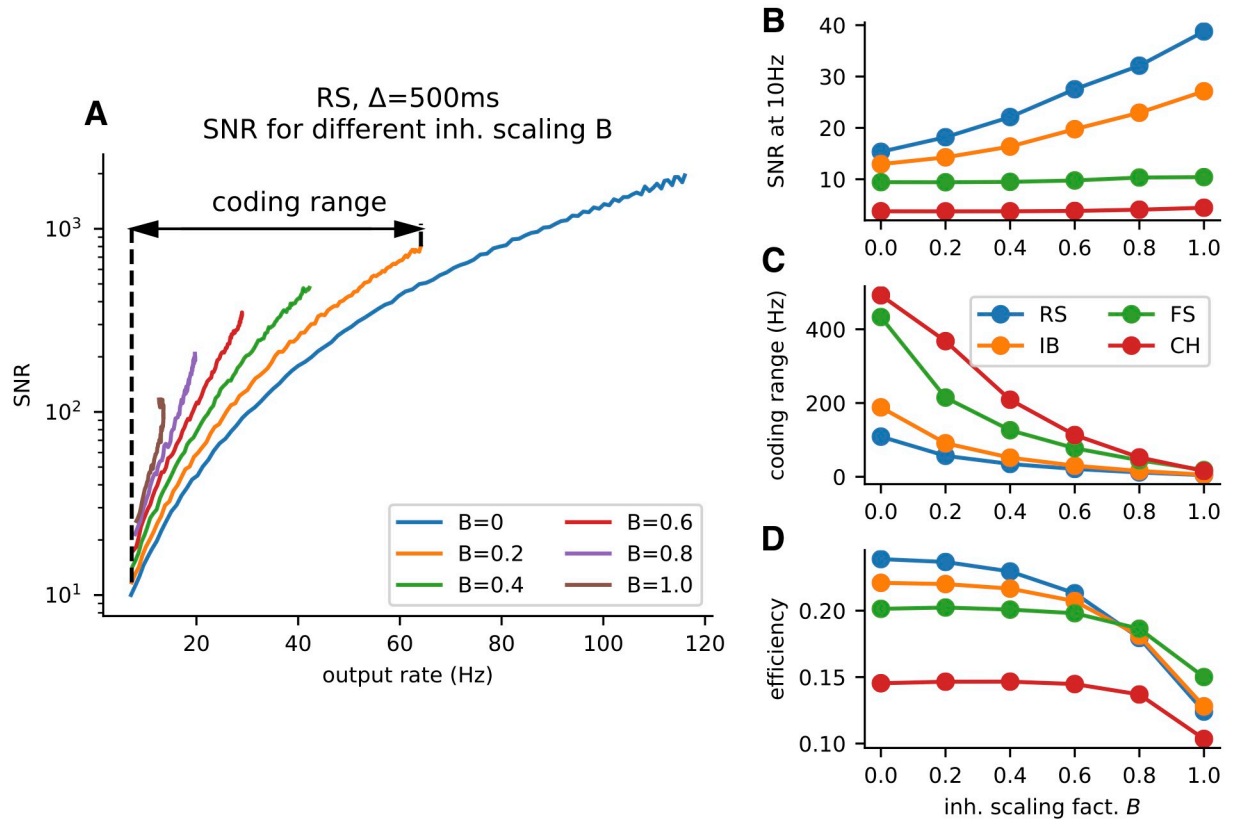 A
RS, Δ=500ms
SNR for different inh. scaling B
coding range
SNR
10³
10²
10¹
20
40
60
80
100
120
output rate (Hz)
B=0
B=0.2
B=0.4
B=0.6
B=0.8
B=1.0
B
SNR at 10Hz
40
30
20
10
0.0
0.2
0.4
0.6
0.8
1.0
C
coding range (Hz)
400
200
0
RS
IB
FS
CH
0.0
0.2
0.4
0.6
0.8
1.0
D
efficiency
0.20
0.15
0.10
0.0
0.2
0.4
0.6
0.8
1.0
inh. scaling fact. B